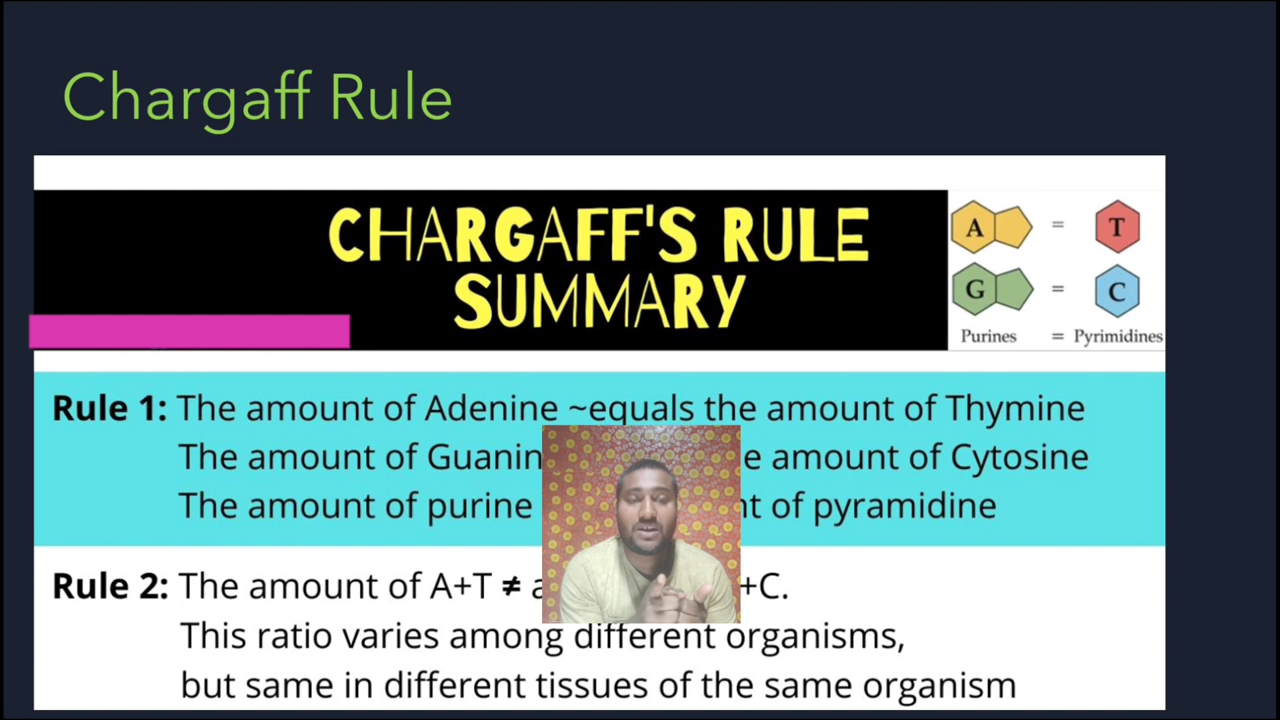 Chargaff Rule
CHARGAFF'S RULE
SUMMARY
A = T
G = C
Purines = Pyrimidines
Rule 1: The amount of Adenine ~equals the amount of Thymine
The amount of Guanin amount of Cytosine
The amount of purine of pyramidine
Rule 2: The amount of A+T ≠ +C.
This ratio varies among different organisms,
but same in different tissues of the same organism